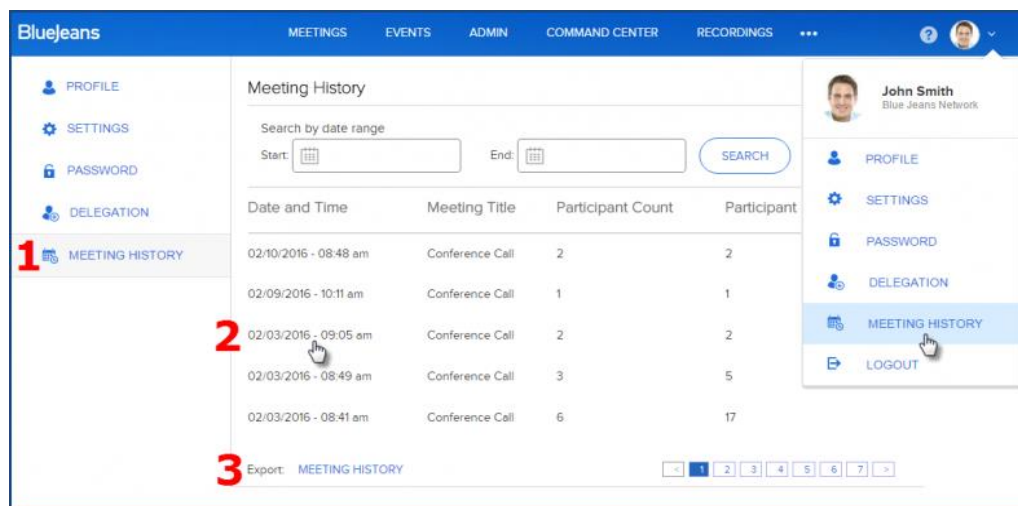 BlueJeans MEETINGS EVENTS ADMIN COMMAND CENTER RECORDINGS ••• ?
PROFILE
SETTINGS
PASSWORD
DELEGATION
1 MEETING HISTORY
Meeting History
Search by date range
Start: End: SEARCH
Date and Time Meeting Title Participant Count Participant
02/10/2016 - 08:48 am Conference Call 2 2
02/09/2016 - 10:11 am Conference Call 1 1
2 02/03/2016 - 09:05 am Conference Call 2 2
02/03/2016 - 08:49 am Conference Call 3 5
02/03/2016 - 08:41 am Conference Call 6 17
3 Export: MEETING HISTORY < 1 2 3 4 5 6 7 >
John Smith
Blue Jeans Network
PROFILE
SETTINGS
PASSWORD
DELEGATION
MEETING HISTORY
LOGOUT